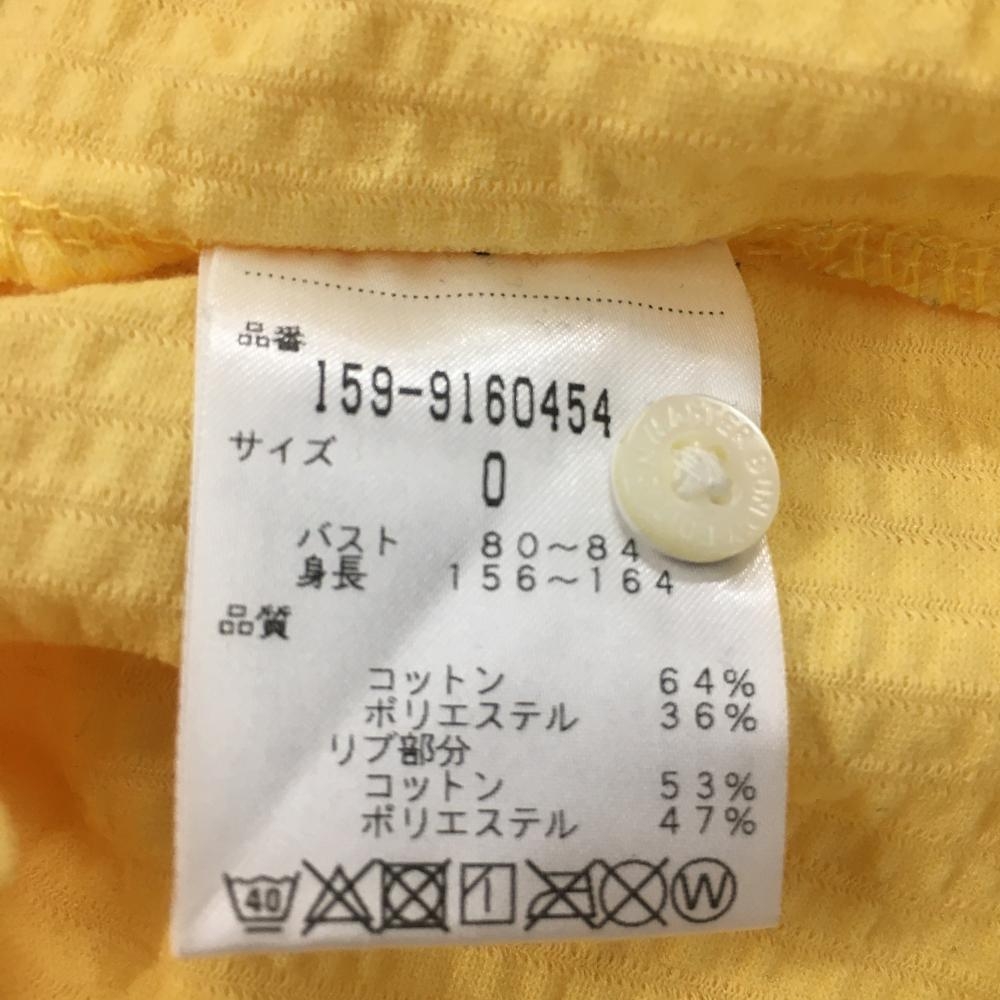 品番
159-9160454
サイズ
0
バスト 80~84
身長 156~164
品質
コットン 64%
ポリエステル 36%
リブ部分
コットン 53%
ポリエステル 47%
40
W
MASTER BUNNY